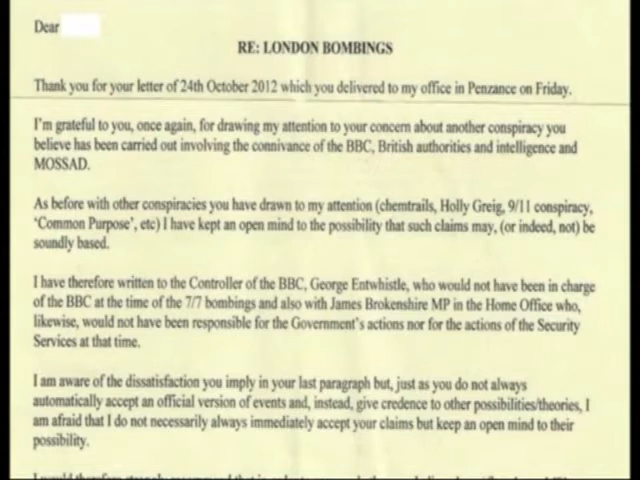 Dear
RE: LONDON BOMBINGS
Thank you for your letter of 24th October 2012 which you delivered to my office in Penzance on Friday.
I'm grateful to you, once again, for drawing my attention to your concern about another conspiracy you
believe has been carried out involving the connivance of the BBC, British authorities and intelligence and
MOSSAD.
As before with other conspiracies you have drawn to my attention (chemtrails, Holly Greig, 9/11 conspiracy,
'Common Purpose', etc) I have kept an open mind to the possibility that such claims may, (or indeed, not) be
soundly based.
I have therefore written to the Controller of the BBC, George Entwhistle, who would not have been in charge
of the BBC at the time of the 7/7 bombings and also with James Brokenshire MP in the Home Office who,
likewise, would not have been responsible for the Government's actions nor for the actions of the Security
Services at that time.
I am aware of the dissatisfaction you imply in your last paragraph but, just as you do not always
automatically accept an official version of events and, instead, give credence to other possibilities/theories, I
am afraid that I do not necessarily always immediately accept your claims but keep an open mind to their
possibility.